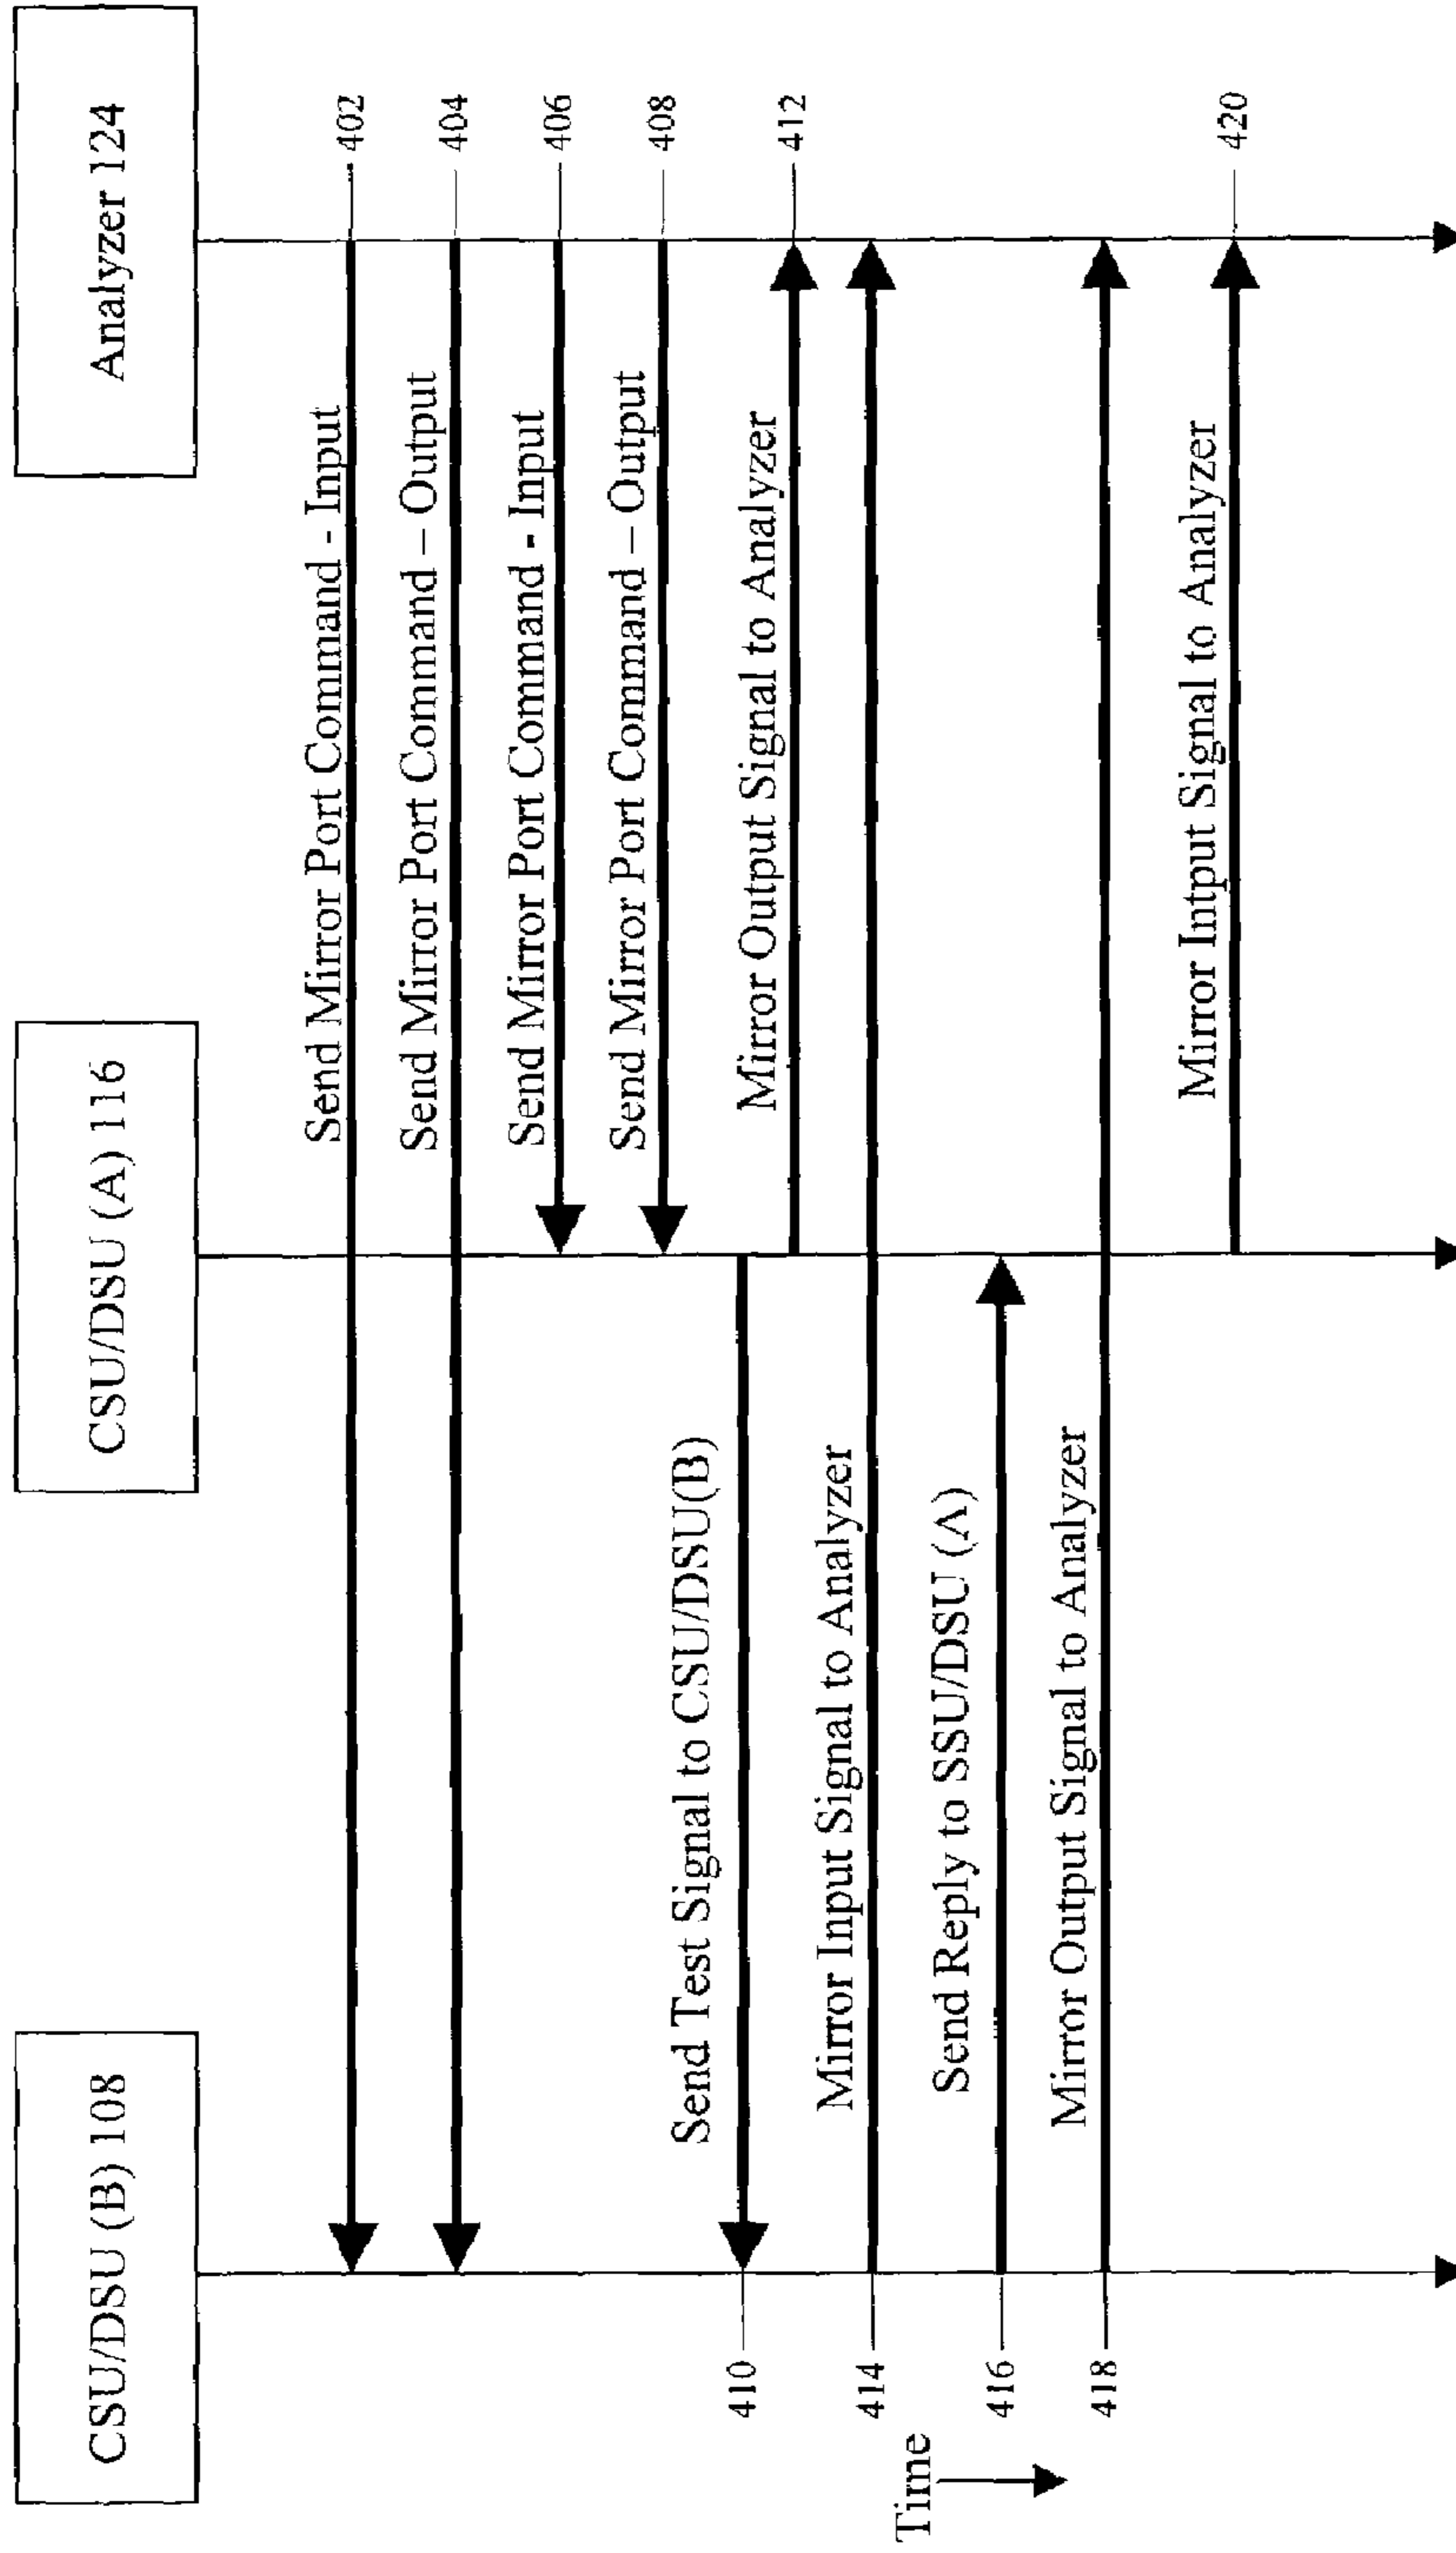 CSU/DSU (B) 108
CSU/DSU (A) 116
Analyzer 124
Send Mirror Port Command - Input
402
Send Mirror Port Command – Output
404
Send Mirror Port Command - Input
406
Send Mirror Port Command – Output
408
410
Send Test Signal to CSU/DSU(B)
Mirror Output Signal to Analyzer
412
414
Mirror Input Signal to Analyzer
Time
416
Send Reply to SSU/DSU (A)
418
Mirror Output Signal to Analyzer
Mirror Intput Signal to Analyzer
420